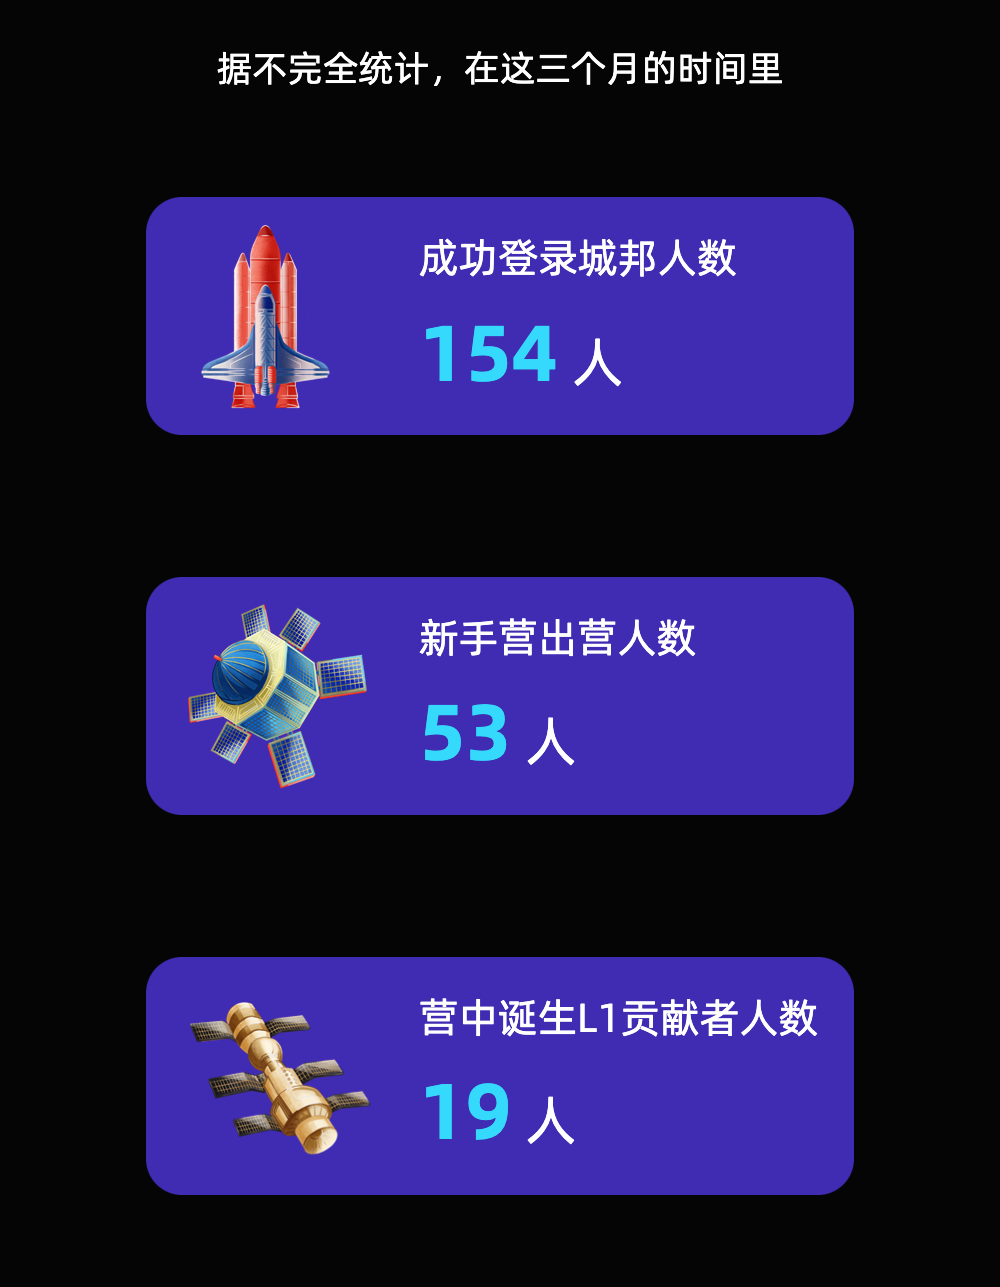 据不完全统计，在这三个月的时间里
成功登录城邦人数
154 人
新手营出营人数
53 人
营中诞生L1贡献者人数
19 人